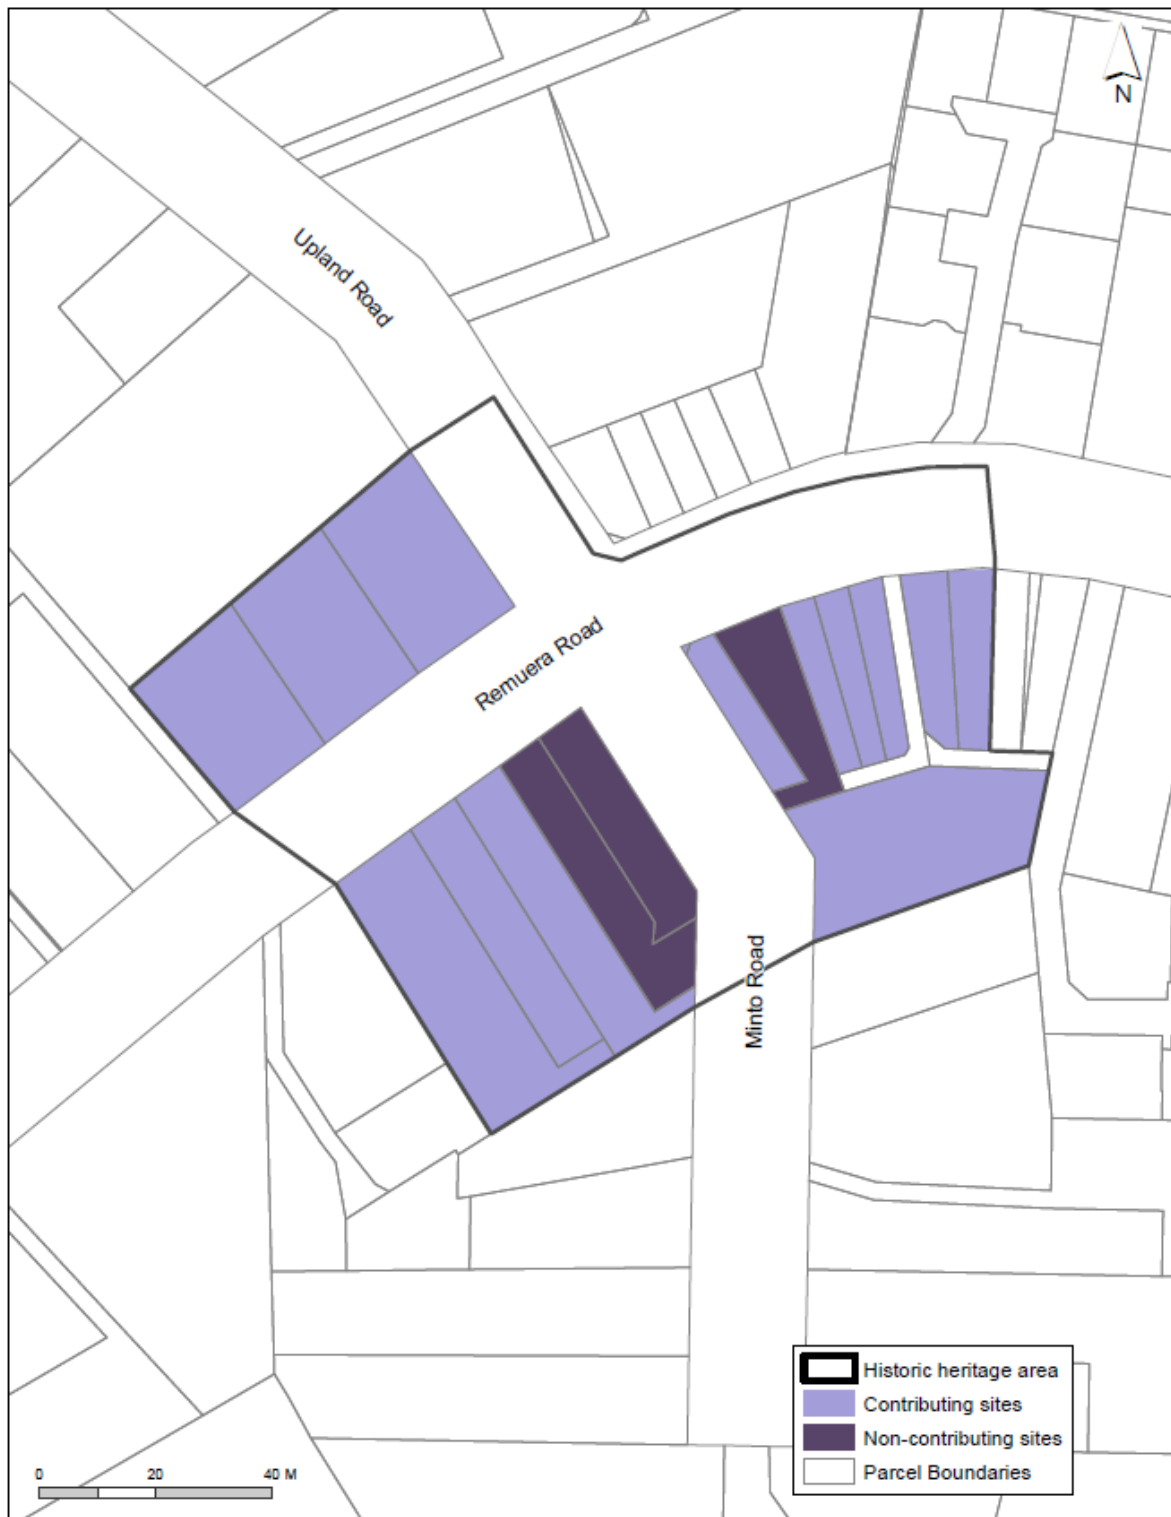 N
Upland Road
Remuera Road
Minto Road
Historic heritage area
Contributing sites
Non-contributing sites
Parcel Boundaries
0 20 40 M